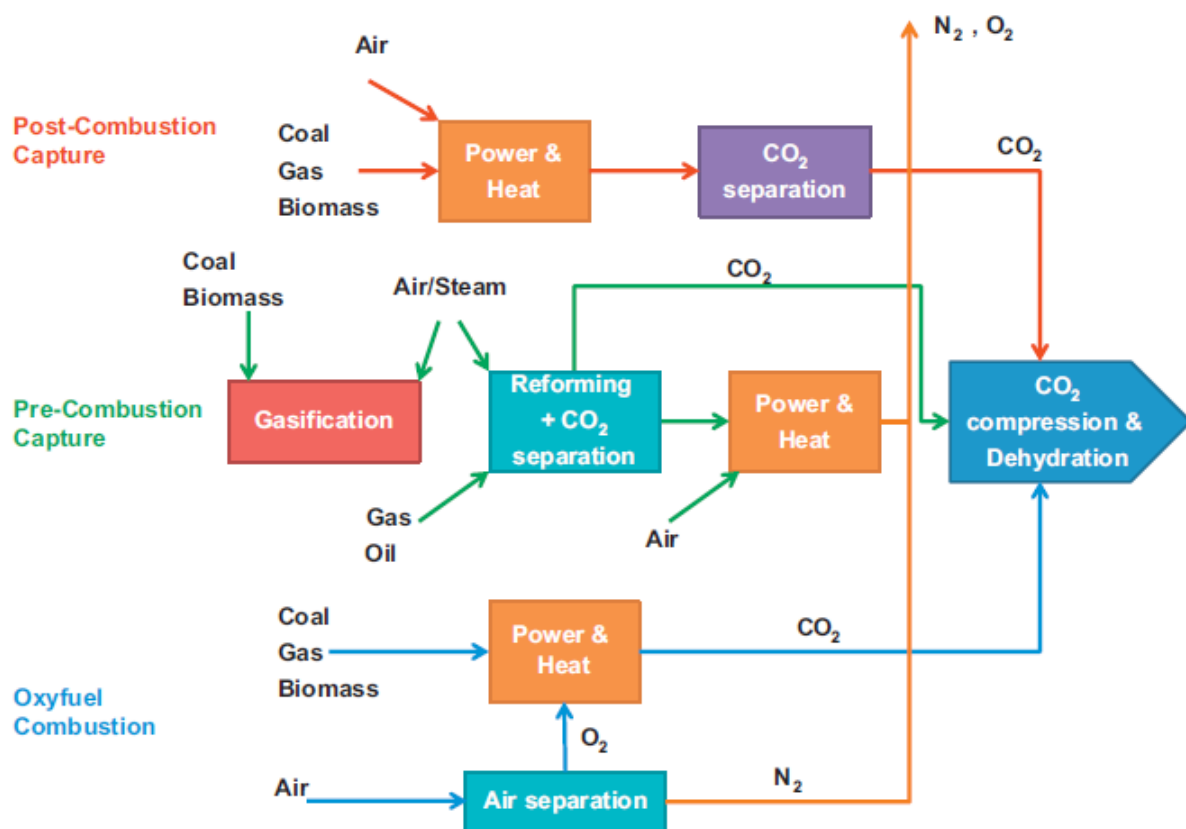 N₂ , O₂
Air
Post-Combustion
Capture
Coal
Gas
Biomass
Power &
Heat
CO₂
separation
CO₂
Coal
Biomass
Air/Steam
CO₂
Pre-Combustion
Capture
Gasification
Reforming
+ CO₂
separation
Power &
Heat
CO₂
compression &
Dehydration
Gas
Oil
Air
Coal
Gas
Biomass
Power &
Heat
CO₂
Oxyfuel
Combustion
O₂
Air
Air separation
N₂